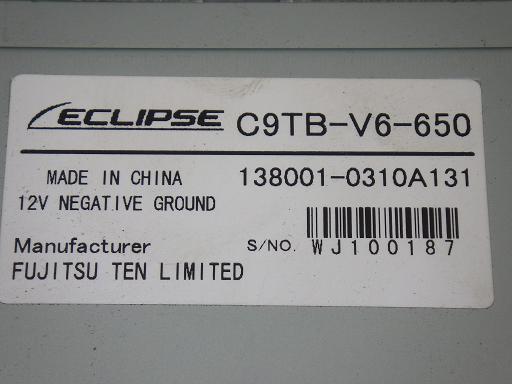 ECLIPSE C9TB-V6-650
MADE IN CHINA 138001-0310A131
12V NEGATIVE GROUND
Manufacturer S/NO. WJ100187
FUJITSU TEN LIMITED